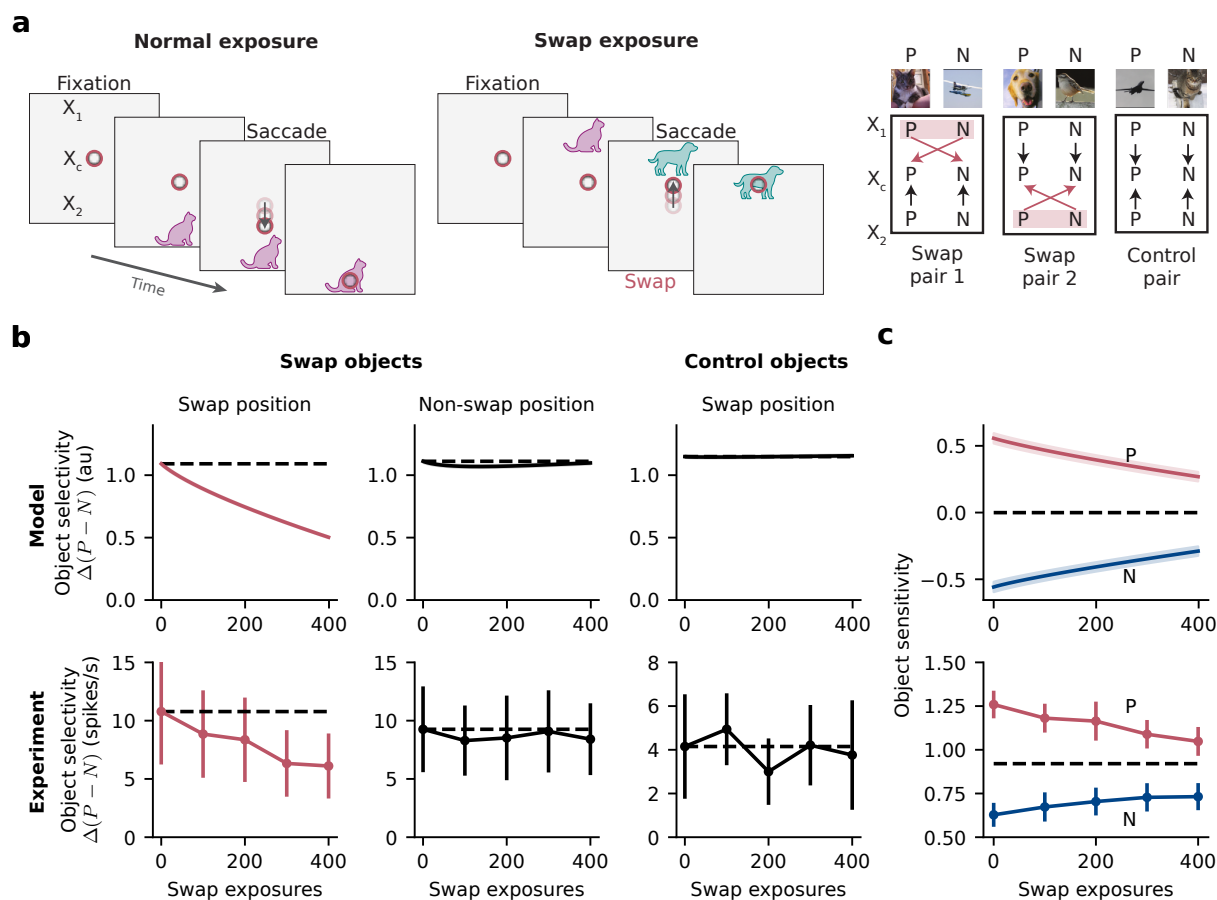 a
Normal exposure
Swap exposure
P N P N P N
Fixation
X1
Xc
X2
Saccade
Time
Fixation
Saccade
Swap
X1
Xc
X2
P N
P N
P N
P N
P N
P N
P N
P N
P N
Swap pair 1
Swap pair 2
Control pair
b
Swap objects
Control objects
Swap position
Non-swap position
Swap position
Model
Object selectivity
Δ(P − N) (au)
1.0
0.5
0.0
0 200 400
1.0
0.5
0.0
0 200 400
1.0
0.5
0.0
0 200 400
Experiment
Object selectivity
Δ(P − N) (spikes/s)
15
10
5
0
0 200 400
Swap exposures
15
10
5
0
0 200 400
Swap exposures
8
6
4
2
0
0 200 400
Swap exposures
c
Object sensitivity
0.5
0.0
−0.5
P
N
0 200 400
1.50
1.25
1.00
0.75
0.50
P
N
0 200 400
Swap exposures